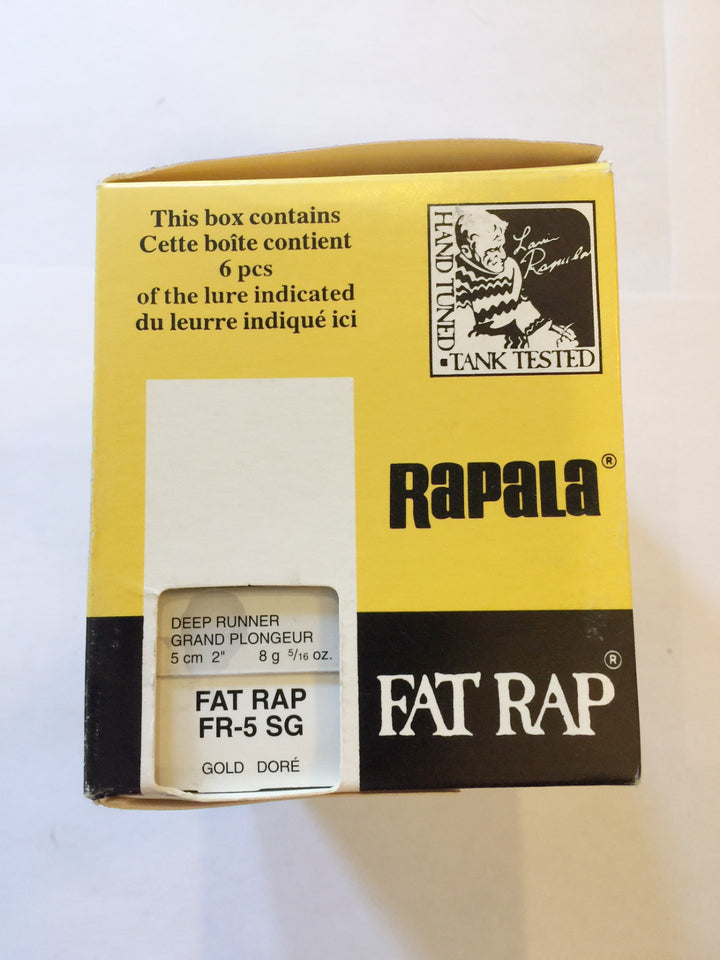 This box contains
Cette boîte contient
6 pcs
of the lure indicated
du leurre indiqué ici
HAND TUNED
Lauri
Rapala
▪ TANK TESTED
Rapala®
DEEP RUNNER
GRAND PLONGEUR
5 cm 2" 8 g 5/16 oz.
FAT RAP
FR-5 SG
GOLD DORÉ
FAT RAP®